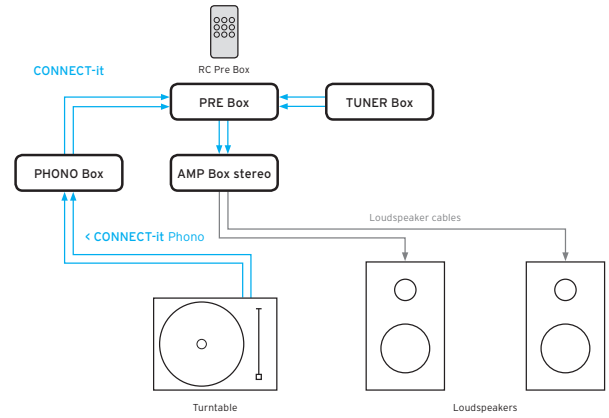 RC Pre Box
CONNECT-it
PRE Box
TUNER Box
PHONO Box
AMP Box stereo
Loudspeaker cables
< CONNECT-it Phono
Turntable
Loudspeakers